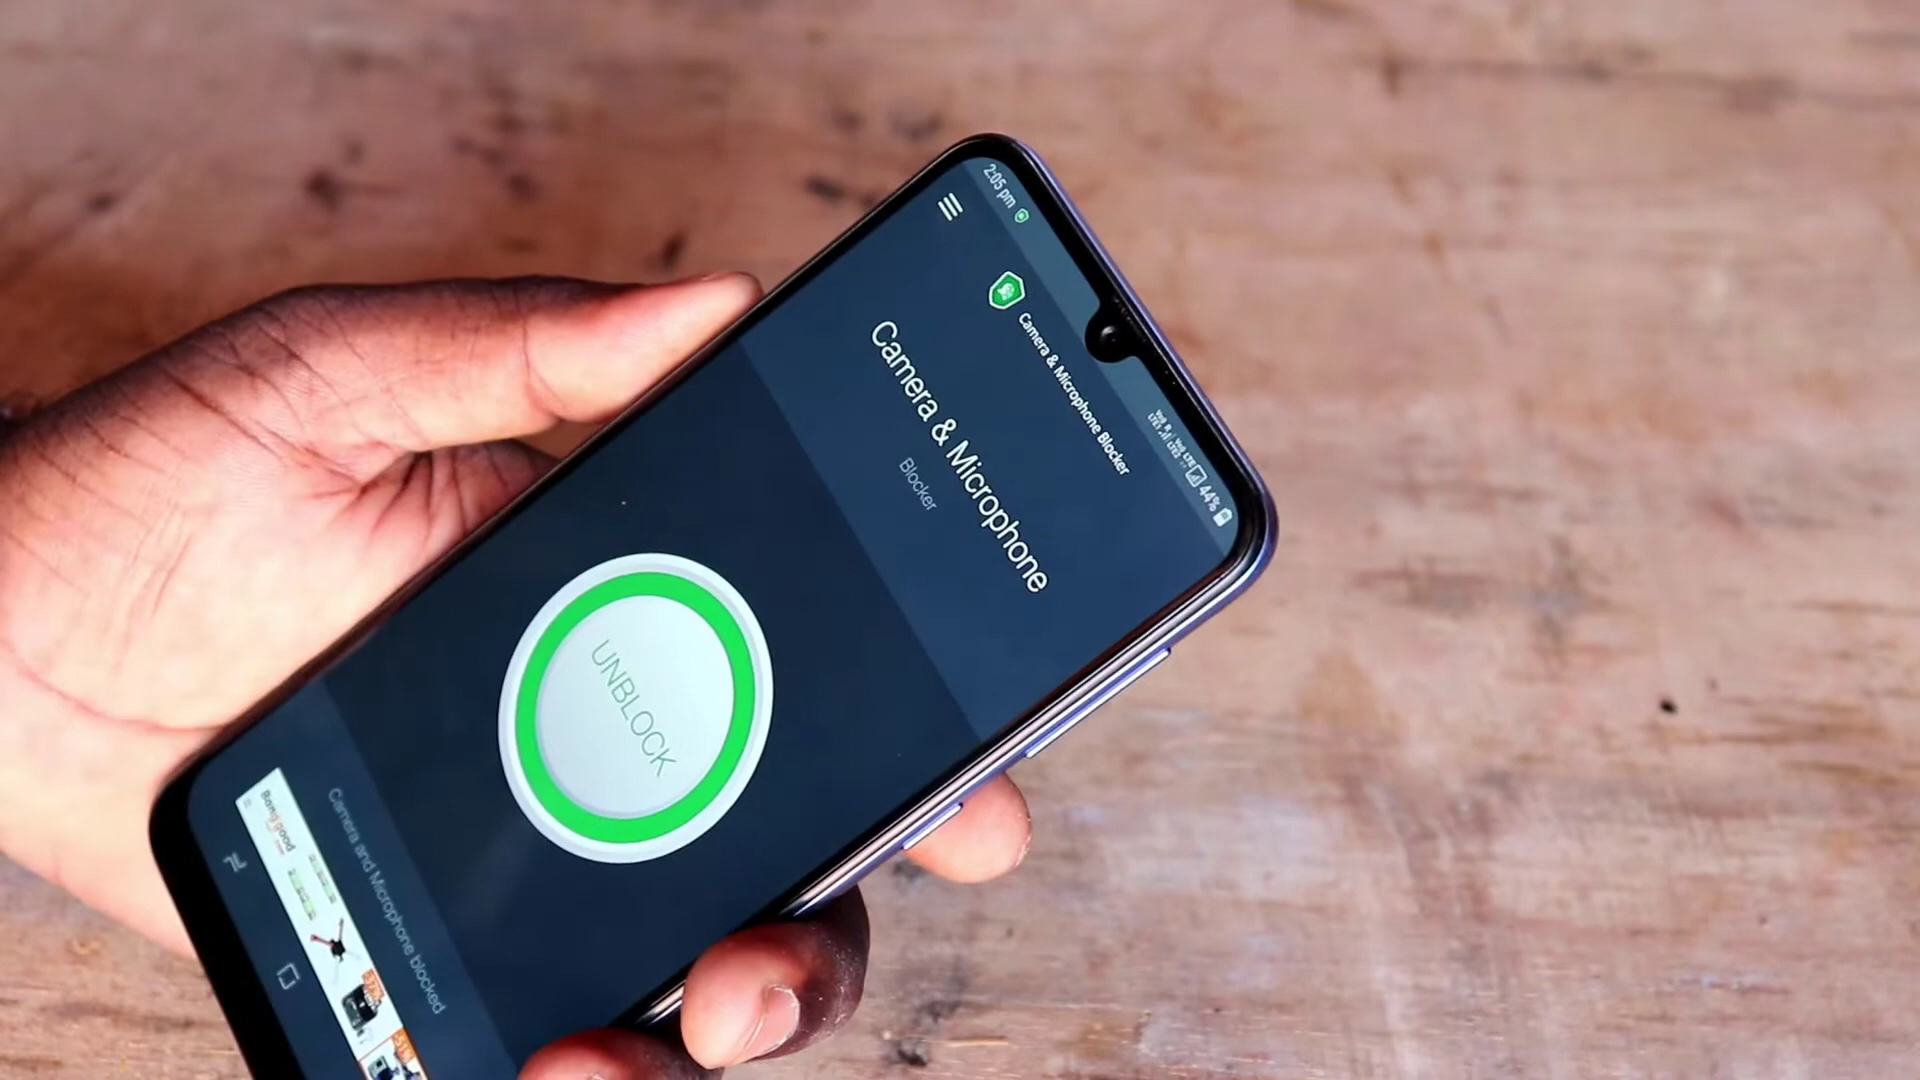 2:05 pm
44%
Camera & Microphone Blocker
Camera & Microphone
Blocker
UNBLOCK
Camera and Microphone blocked
Banggood